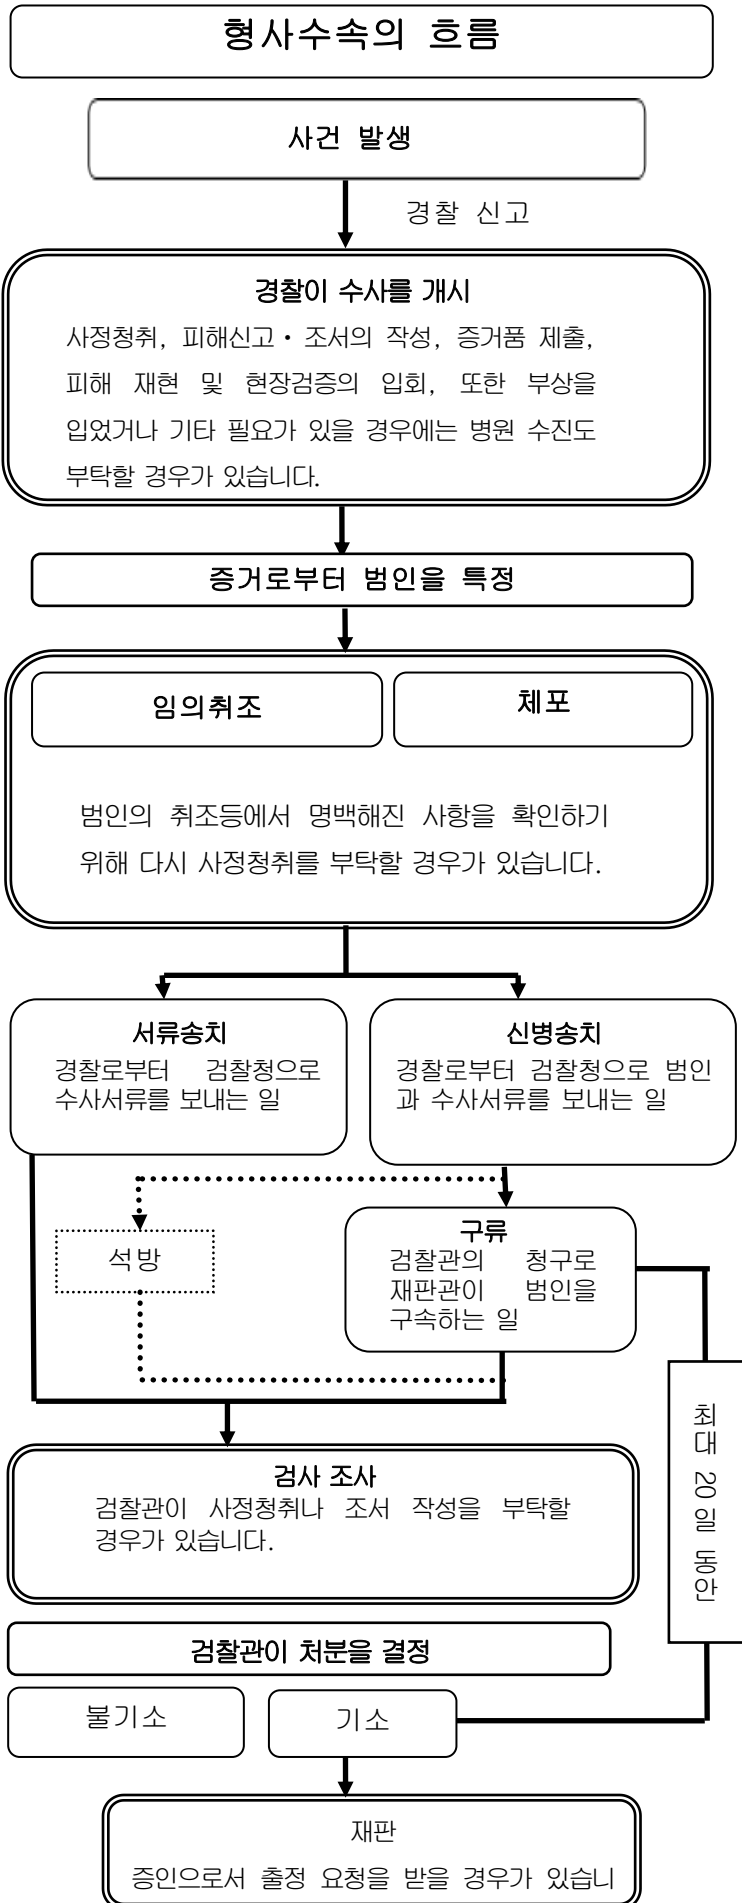 형사수속의 흐름
사건 발생
경찰 신고
경찰이 수사를 개시
사정청취, 피해신고・조서의 작성, 증거품 제출,
피해 재현 및 현장검증의 입회, 또한 부상을
입었거나 기타 필요가 있을 경우에는 병원 수진도
부탁할 경우가 있습니다.
증거로부터 범인을 특정
임의취조
체포
범인의 취조등에서 명백해진 사항을 확인하기
위해 다시 사정청취를 부탁할 경우가 있습니다.
서류송치
경찰로부터 검찰청으로
수사서류를 보내는 일
신병송치
경찰로부터 검찰청으로 범인
과 수사서류를 보내는 일
석방
구류
검찰관의 청구로
재판관이 범인을
구속하는 일
최대 20일 동안
검사 조사
검찰관이 사정청취나 조서 작성을 부탁할
경우가 있습니다.
검찰관이 처분을 결정
불기소
기소
재판
증인으로서 출정 요청을 받을 경우가 있습니